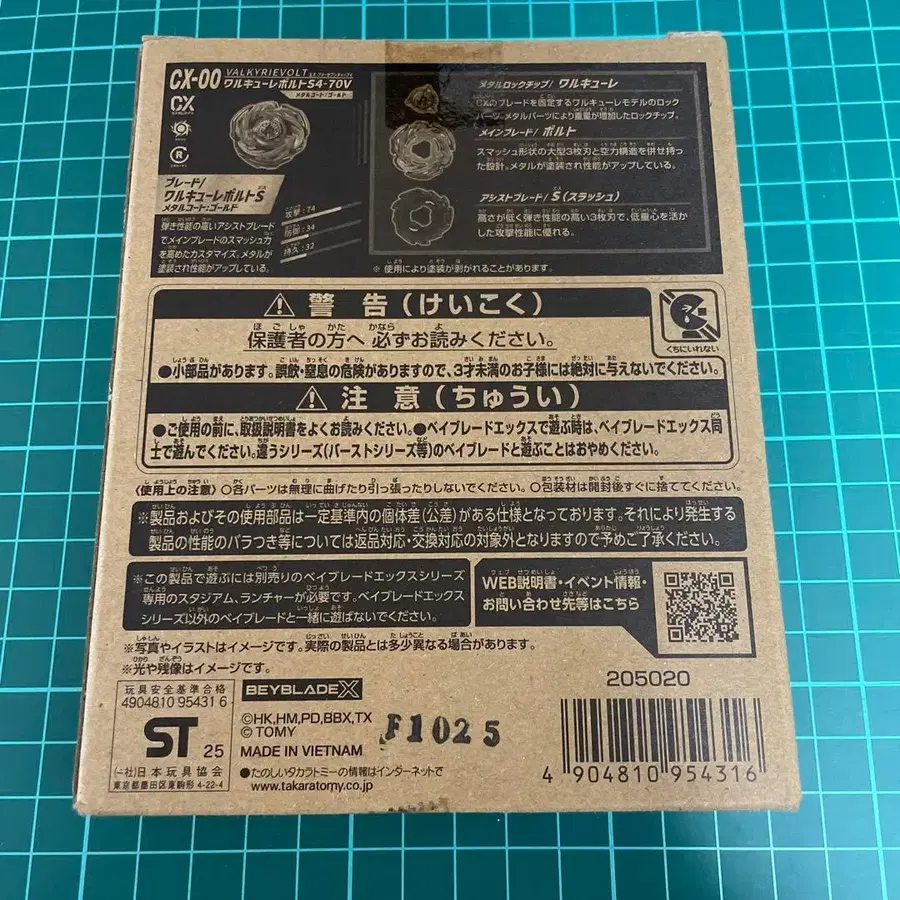 CX-00
VALKYRIEVOLT
ワルキューレボルトS4-70V
メタルコート:ゴールド
CX
R
ブレード/
ワルキューレボルトS
メタルコート:ゴールド
弾き性能の高いアシストブレード
でメインブレードのスマッシュ力
を高めたカスタマイズ。メタルが
塗装され性能がアップしている。
攻撃:74
防御:34
持久:32
メタルロックチップ/ ワルキューレ
CXのブレードを固定するワルキューレモデルのロック
パーツ。メタルパーツにより重量が増加したロックチップ。
メインブレード/ ボルト
スマッシュ形状の大型3枚刃と空力構造を併せ持っ
た設計。メタルが塗装され性能がアップしている。
アシストブレード/ S(スラッシュ)
高さが低く弾き性能の高い3枚刃で、低重心を活か
した攻撃性能に優れる。
※使用により塗装が剥がれることがあります。
警告(けいこく)
保護者の方へ 必ずお読みください。
●小部品があります。誤飲・窒息の危険がありますので、3才未満のお子様には絶対に与えないでください。
くちにいれない
注意(ちゅうい)
●ご使用の前に、取扱説明書をよくお読みください。●ベイブレードエックスで遊ぶ時は、ベイブレードエックス同
士で遊んでください。違うシリーズ(バーストシリーズ等)のベイブレードと遊ぶことはおやめください。
〈使用上の注意〉○各パーツは無理に曲げたり引っ張ったりしないでください。○包装材は開封後すぐに捨ててください。
※製品およびその使用部品は一定基準内の個体差(公差)がある仕様となっております。それにより発生する
製品の性能のバラつき等については返品対応・交換対応の対象外となりますので予めご了承ください。
※この製品で遊ぶには別売りのベイブレードエックスシリーズ
専用のスタジアム、ランチャーが必要です。ベイブレードエックス
シリーズ以外のベイブレードと一緒に遊ばないでください。
WEB説明書・イベント情報・
お問い合わせ先等はこちら
※写真やイラストはイメージです。実際の製品とは多少異なる場合があります。
※光や残像はイメージです。
玩具安全基準合格
4904810 95431 6
ST 25
(一社)日本玩具協会
東京都墨田区東駒形 4-22-4
BEYBLADE X
©HK,HM,PD,BBX,TX
© TOMY
MADE IN VIETNAM
●たのしいタカラトミーの情報はインターネットで
www.takaratomy.co.jp
F1025
205020
4 904810 954316